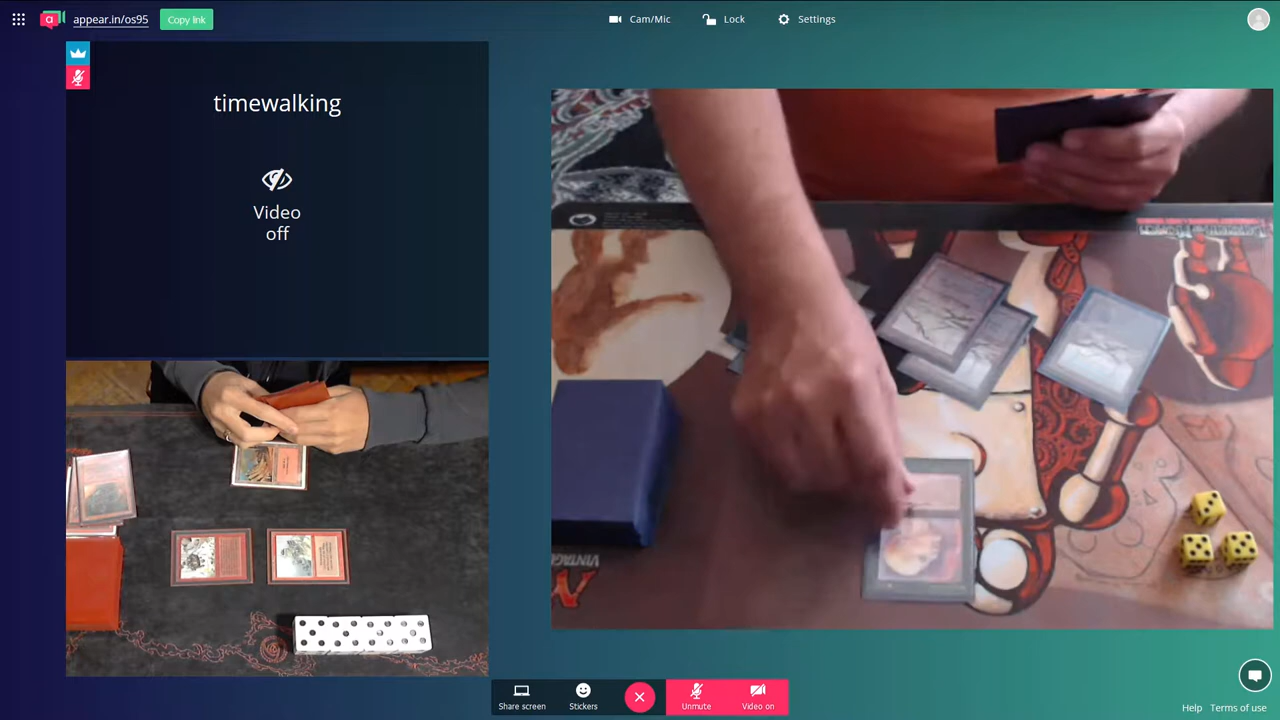 appear.in/os95
Copy link
Cam/Mic
Lock
Settings
timewalking
Video
off
Share screen
Stickers
Unmute
Video on
Help
Terms of use
VINTAGE